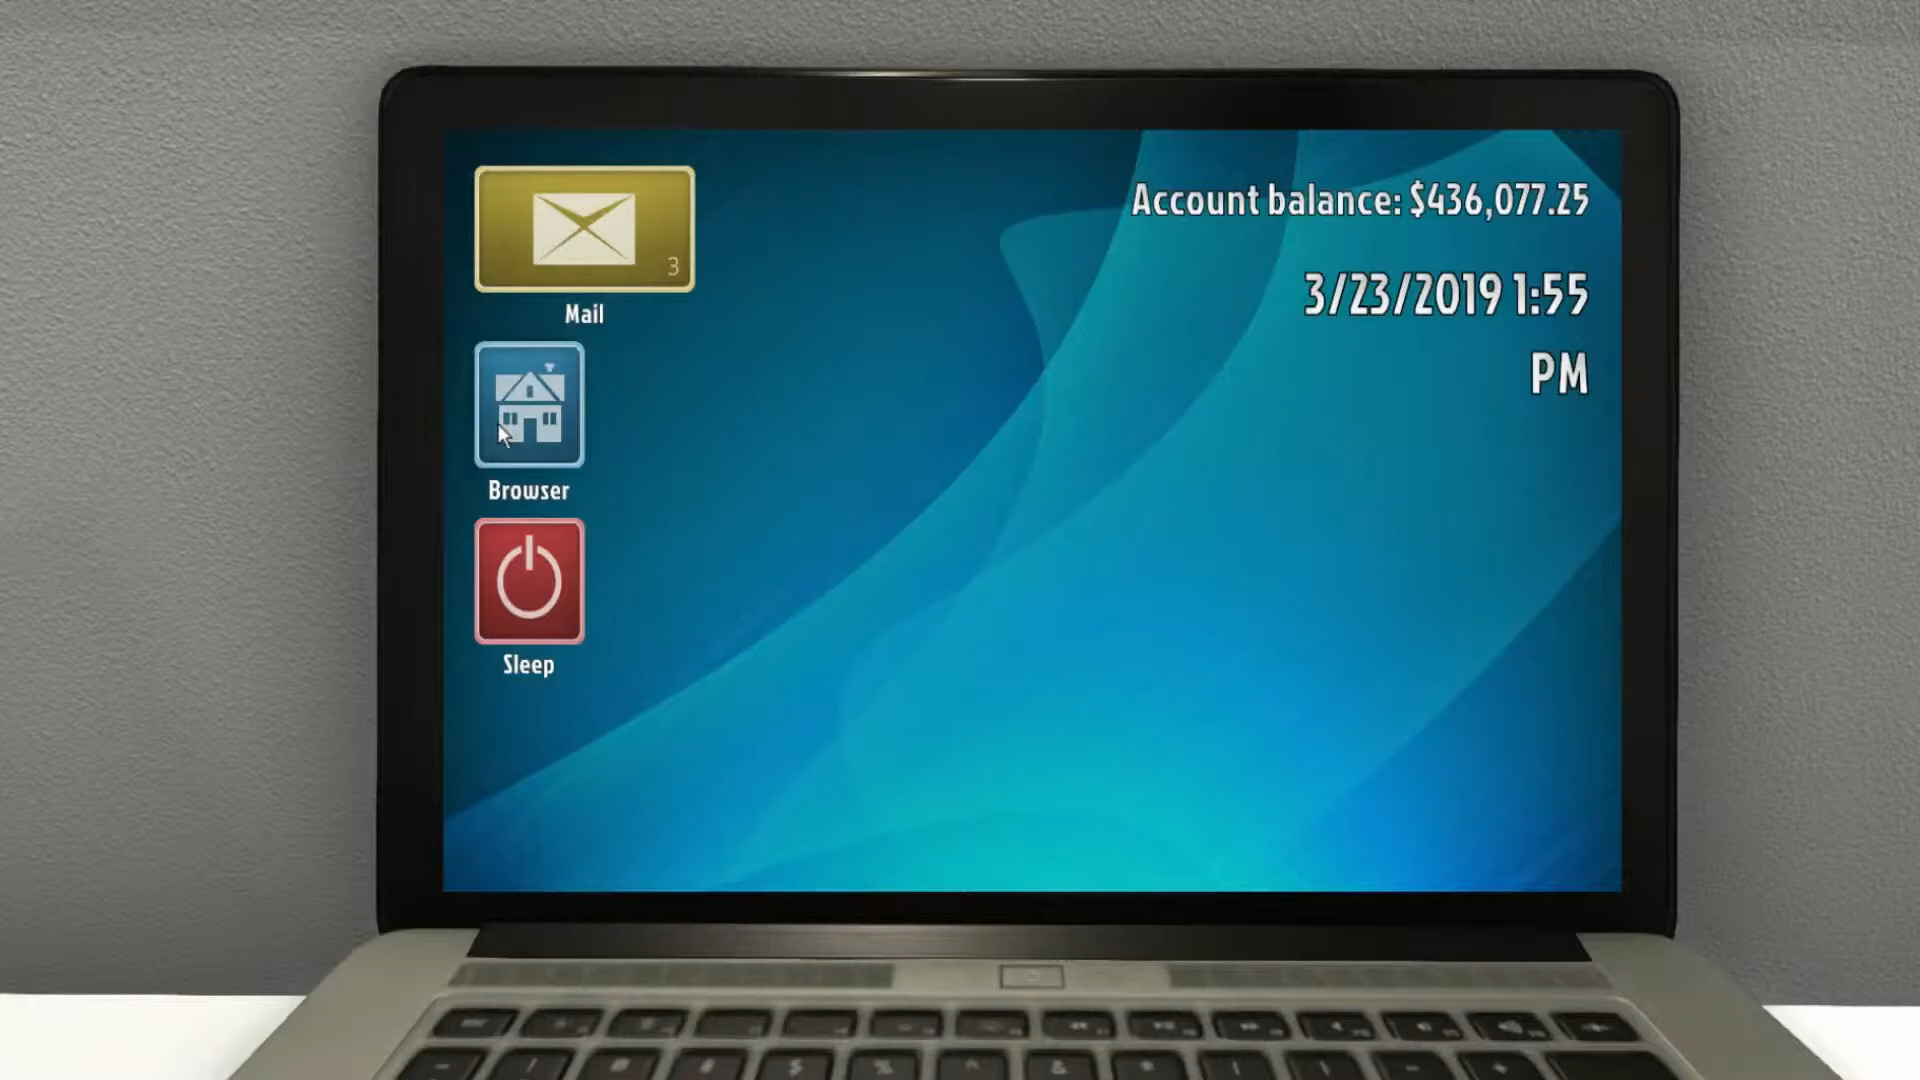 3
Mail
Browser
Sleep
Account balance: $436,077.25
3/23/2019 1:55
PM